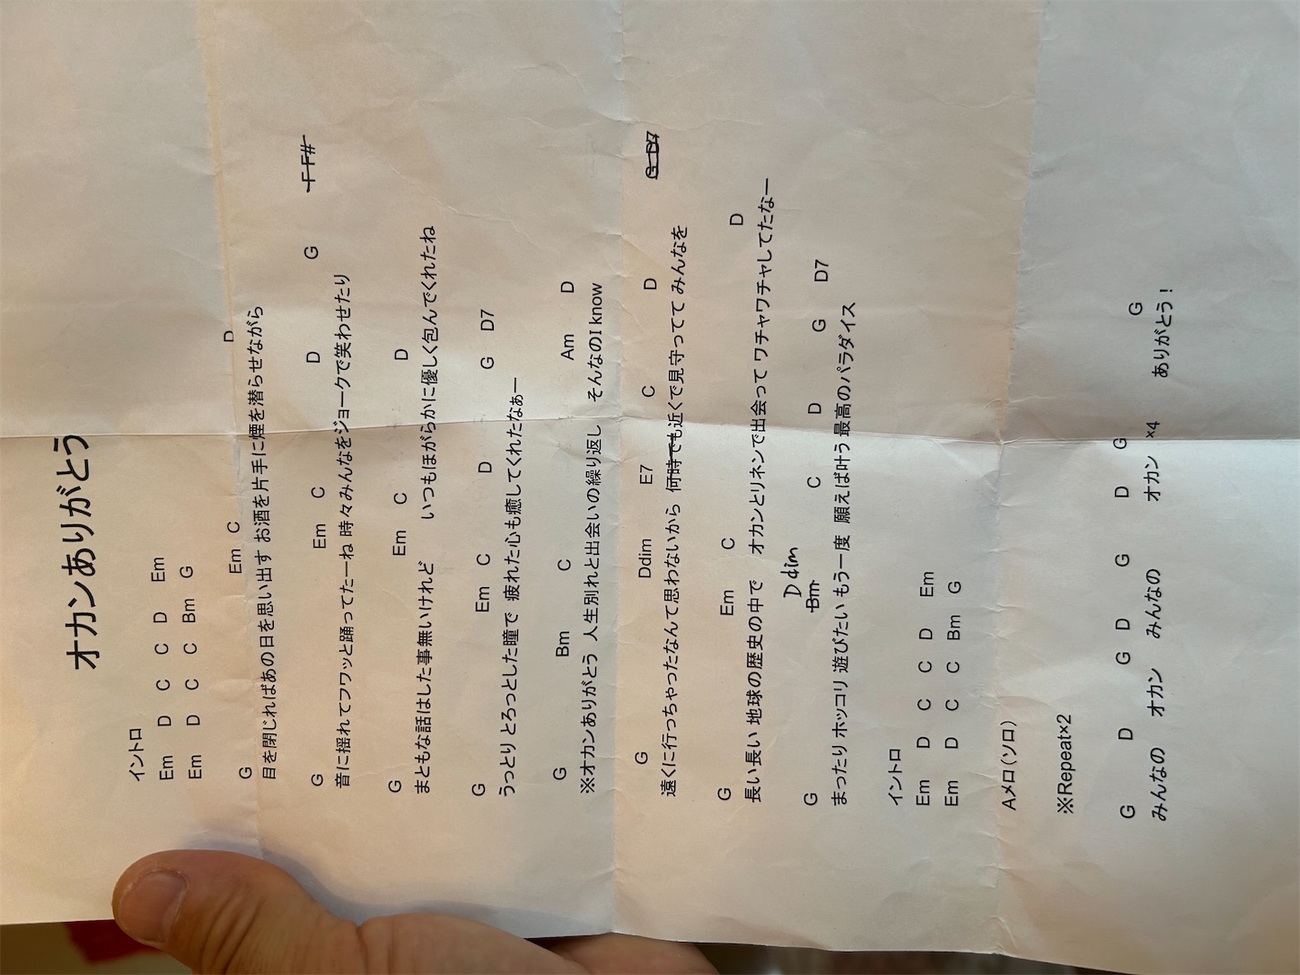 オカンありがとう
イントロ
Em D C C D Em
Em D C C Bm G
G Em C D
目を閉じればあの日を思い出す お酒を片手に煙を潜らせながら
G Em C D G F F#
音に揺れてフワッと踊ってたーね 時々みんなをジョークで笑わせたり
G Em C D
まともな話はした事無いけれど いつもほがらかに優しく包んでくれたね
G Em C D G D7
うっとり とろっとした瞳で 疲れた心も癒してくれたなぁー
G Bm C Am D
※オカンありがとう 人生別れと出会いの繰り返し そんなのI know
G Ddim E7 C D G D7
遠くに行っちゃったなんて思わないから 何時でも近くで見守ってて みんなを
G Em C D
長い長い 地球の歴史の中で オカンとリネンで出会って ワチャワチャしてたなー
Ddim
G Bm C D G D7
まったり ホッコリ 遊びたい もう一度 願えば叶う 最高のパラダイス
イントロ
Em D C C D Em
Em D C C Bm G
Aメロ(ソロ)
※Repeat×2
G D G D G D G G
みんなの オカン みんなの オカン ×4 ありがとう!